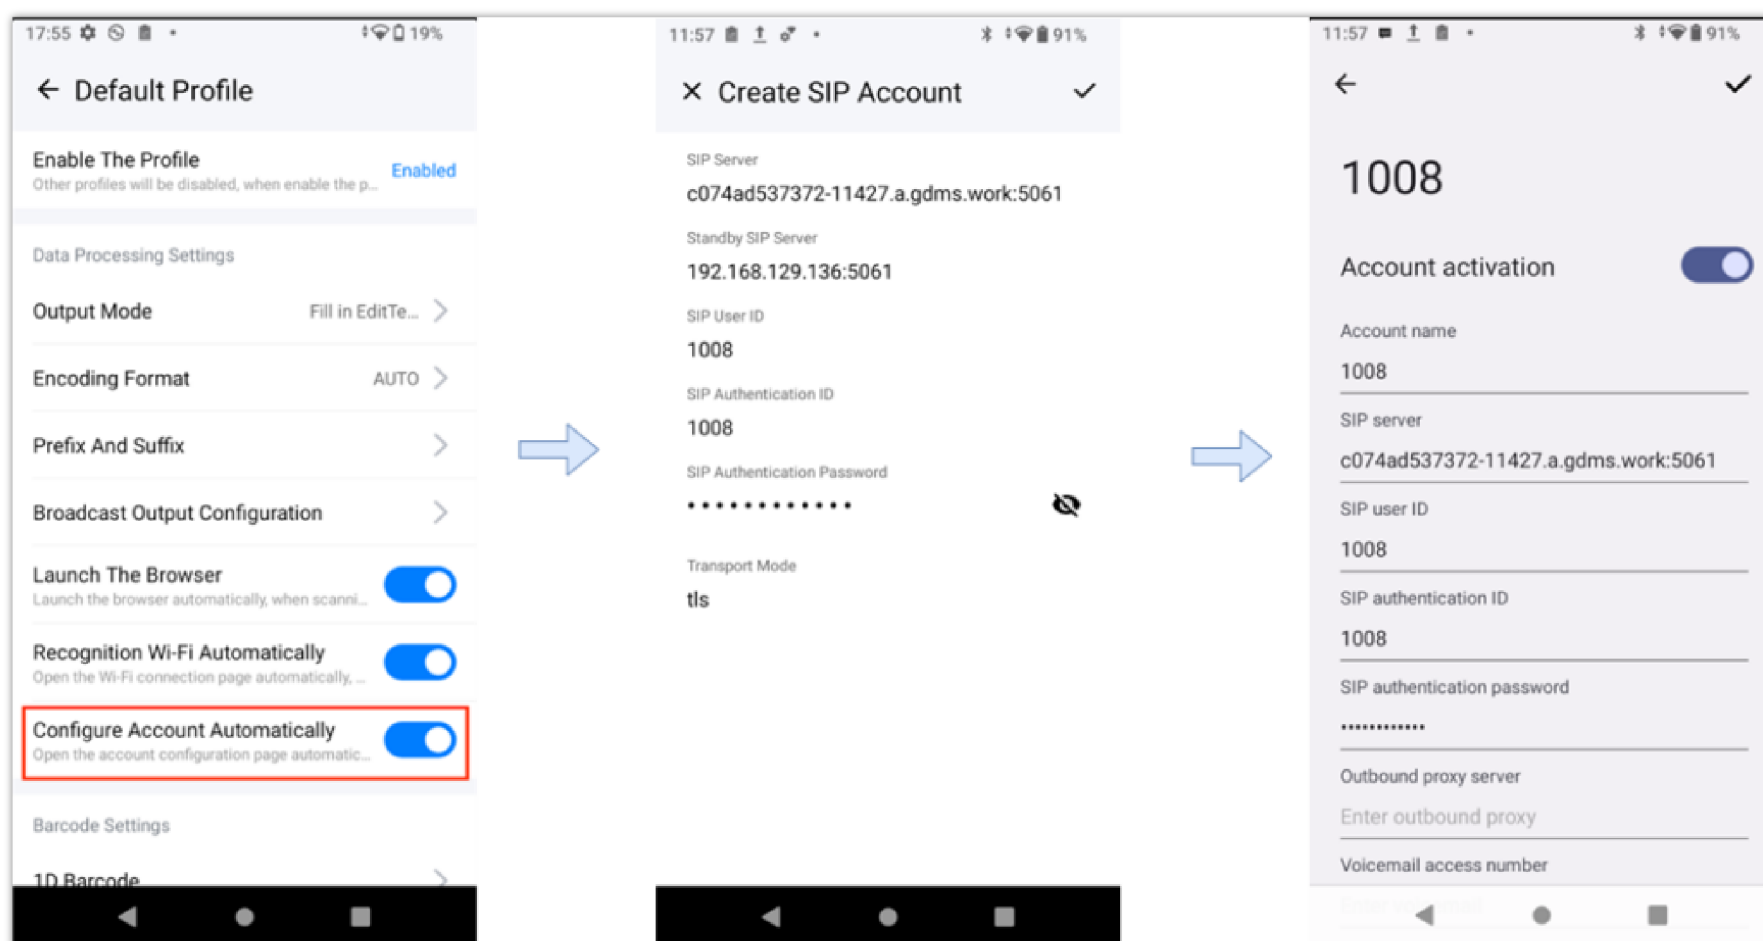 17:55
19%
Default Profile
Enable The Profile
Other profiles will be disabled, when enable the p...
Enabled
Data Processing Settings
Output Mode
Fill in EditTe...
Encoding Format
AUTO
Prefix And Suffix
Broadcast Output Configuration
Launch The Browser
Launch the browser automatically, when scanni...
Recognition Wi-Fi Automatically
Open the Wi-Fi connection page automatically, ...
Configure Account Automatically
Open the account configuration page automatic...
Barcode Settings
1D Barcode
11:57
91%
Create SIP Account
SIP Server
c074ad537372-11427.a.gdms.work:5061
Standby SIP Server
192.168.129.136:5061
SIP User ID
1008
SIP Authentication ID
1008
SIP Authentication Password
••••••••••••
Transport Mode
tls
11:57
91%
1008
Account activation
Account name
1008
SIP server
c074ad537372-11427.a.gdms.work:5061
SIP user ID
1008
SIP authentication ID
1008
SIP authentication password
••••••••••••
Outbound proxy server
Enter outbound proxy
Voicemail access number